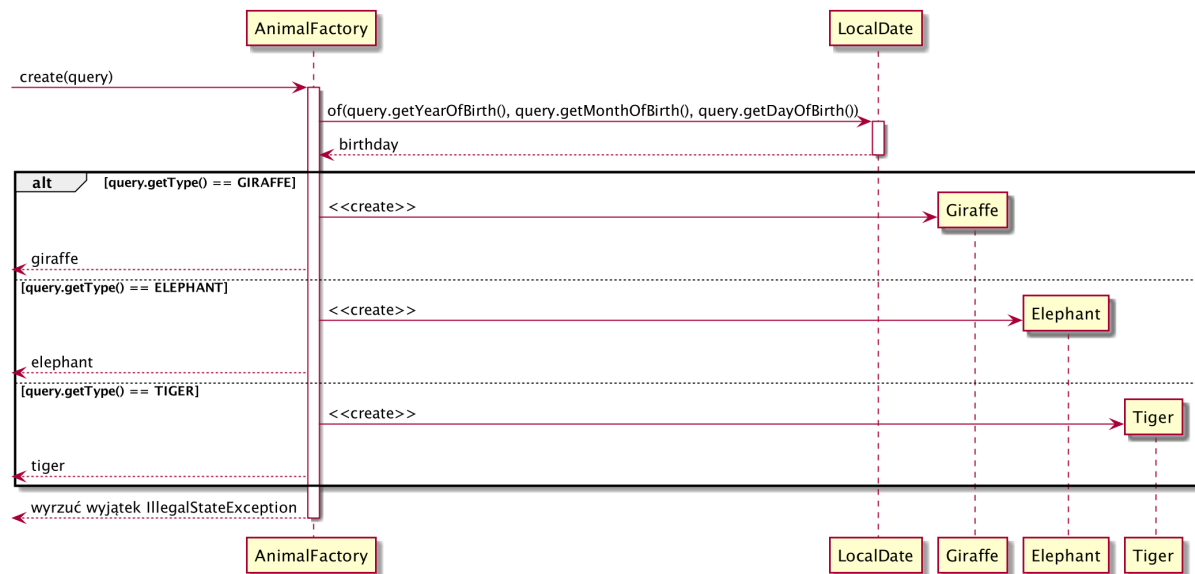 AnimalFactory
LocalDate
create(query)
of(query.getYearOfBirth(), query.getMonthOfBirth(), query.getDayOfBirth())
birthday
alt
[query.getType() == GIRAFFE]
<<create>>
Giraffe
giraffe
[query.getType() == ELEPHANT]
<<create>>
Elephant
elephant
[query.getType() == TIGER]
<<create>>
Tiger
tiger
wyrzuć wyjątek IllegalStateException
AnimalFactory
LocalDate
Giraffe
Elephant
Tiger